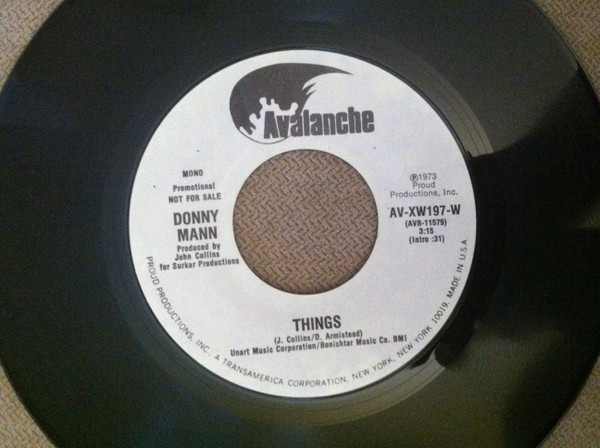 Avalanche
MONO
Promotional
NOT FOR SALE
DONNY
MANN
Produced by
John Collins
for Surkar Productions
℗1973
Proud
Productions, Inc.
AV-XW197-W
(AVR-11579)
3:15
(Intro :31)
THINGS
(J. Collins/D. Armistead)
Unart Music Corporation/Bonishtar Music Co. BMI
PROUD PRODUCTIONS, INC. A TRANSAMERICA CORPORATION, NEW YORK, NEW YORK 10019. MADE IN U.S.A.